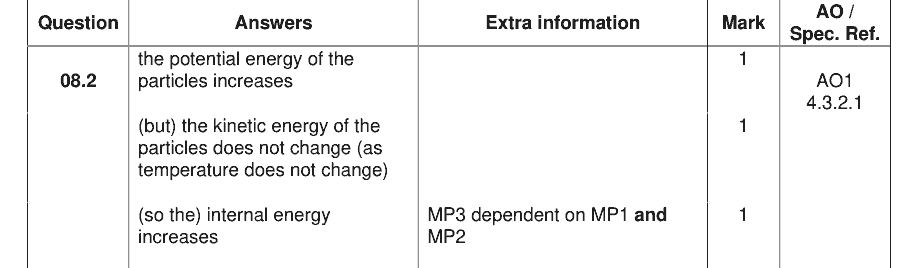 Question Answers Extra information Mark AO /
Spec. Ref.
08.2 the potential energy of the
particles increases 1 AO1
4.3.2.1
(but) the kinetic energy of the
particles does not change (as
temperature does not change) 1
(so the) internal energy
increases MP3 dependent on MP1 and
MP2 1